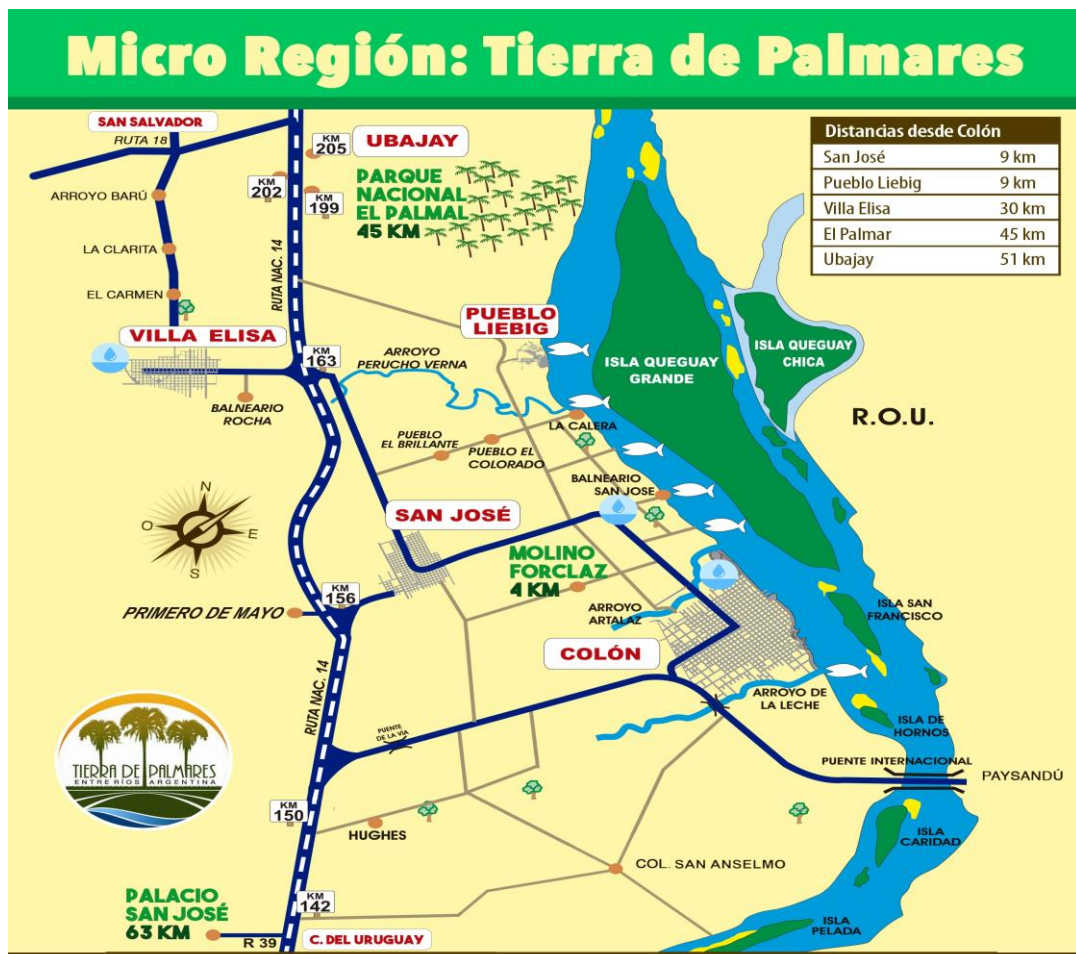 Micro Región: Tierra de Palmares
SAN SALVADOR
RUTA 18
KM
205
UBAJAY
Distancias desde Colón
San José 9 km
Pueblo Liebig 9 km
Villa Elisa 30 km
El Palmar 45 km
Ubajay 51 km
PARQUE
NACIONAL
EL PALMAL
45 KM
KM
202
KM
199
ARROYO BARÚ
LA CLARITA
EL CARMEN
RUTA NAC. 14
VILLA ELISA
PUEBLO
LIEBIG
KM
163
ARROYO
PERUCHO VERNA
ISLA QUEGUAY
GRANDE
ISLA QUEGUAY
CHICA
R.O.U.
BALNEARIO
ROCHA
LA CALERA
PUEBLO
EL BRILLANTE
PUEBLO EL
COLORADO
BALNEARIO
SAN JOSE
N
O
E
S
SAN JOSÉ
MOLINO
FORCLAZ
4 KM
KM
156
PRIMERO DE MAYO
ARROYO
ARTALAZ
ISLA SAN
FRANCISCO
COLÓN
RUTA NAC. 14
ARROYO DE
LA LECHE
PUENTE
DE LA VÍA
ISLA DE
HORNOS
PUENTE INTERNACIONAL
PAYSANDÚ
TIERRA DE PALMARES
ENTRE RÍOS ARGENTINA
KM
150
HUGHES
ISLA
CARIDAD
COL. SAN ANSELMO
PALACIO
SAN JOSÉ
63 KM
KM
142
R 39
C. DEL URUGUAY
ISLA
PELADA